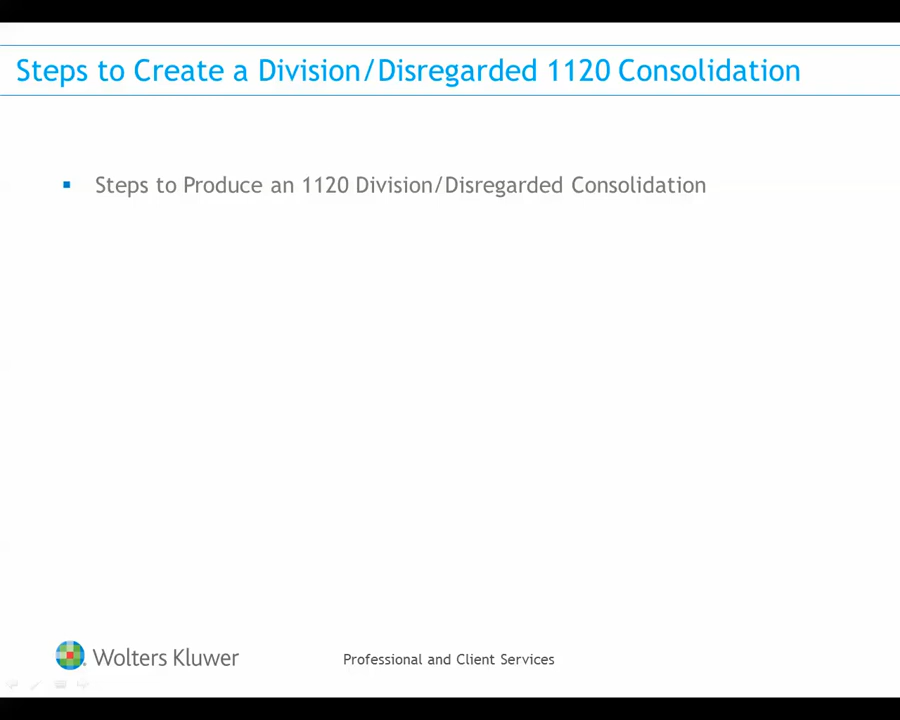 Steps to Create a Division/Disregarded 1120 Consolidation
Steps to Produce an 1120 Division/Disregarded Consolidation
Wolters Kluwer
Professional and Client Services